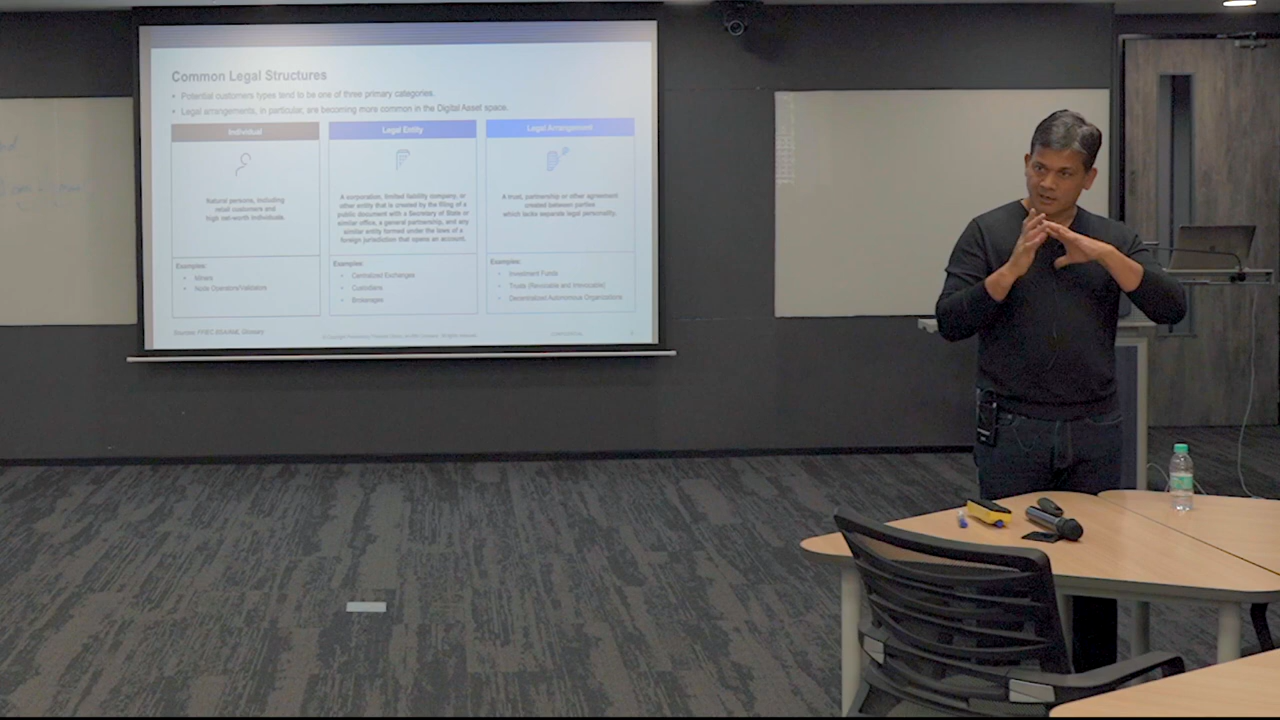 Common Legal Structures
• Potential customers types tend to be one of three primary categories.
• Legal arrangements, in particular, are becoming more common in the Digital Asset space.
Individual
Natural persons, including
retail customers and
high net-worth individuals.
Examples:
• Miners
• Node Operators/Validators
Legal Entity
A corporation, limited liability company, or
other entity that is created by the filing of a
public document with a Secretary of State or
similar office, a general partnership, and any
similar entity formed under the laws of a
foreign jurisdiction that opens an account.
Examples:
• Centralized Exchanges
• Custodians
• Brokerages
Legal Arrangement
A trust, partnership or other agreement
created between parties
which lacks separate legal personality.
Examples:
• Investment Funds
• Trusts (Revocable and Irrevocable)
• Decentralized Autonomous Organizations
Sources: FFIEC BSA/AML Glossary